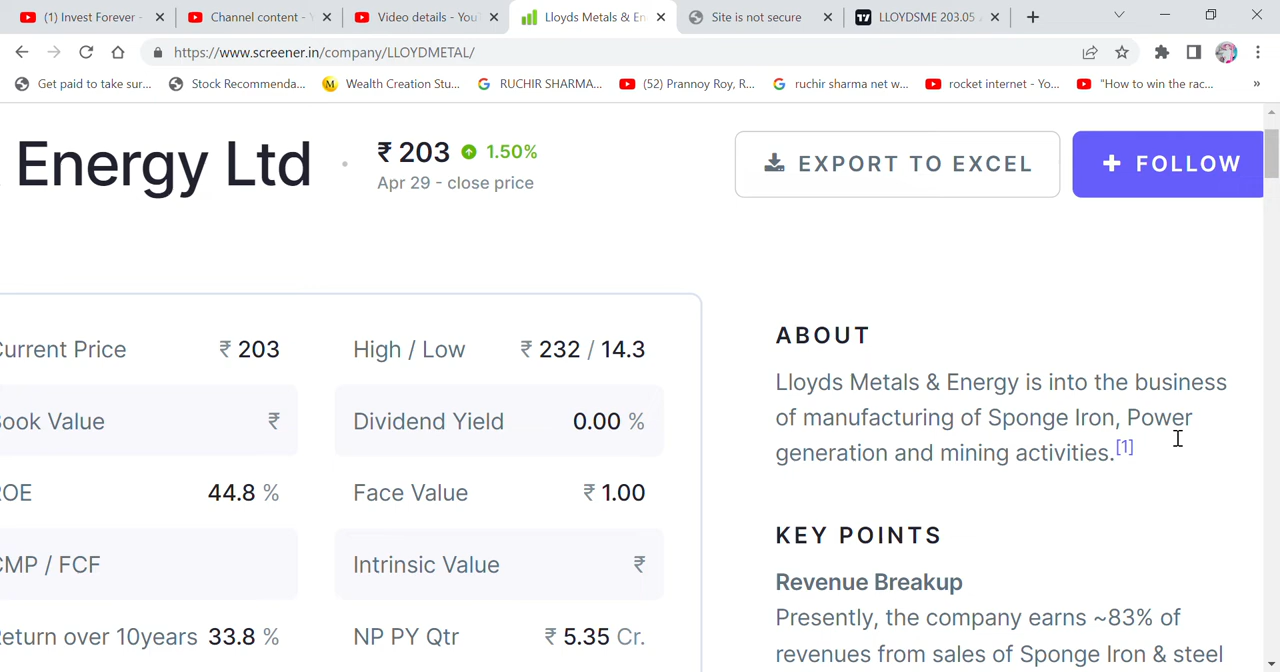 (1) Invest Forever -
Channel content -
Video details - You
Lloyds Metals & En
Site is not secure
LLOYDSME 203.05
https://www.screener.in/company/LLOYDMETAL/
Get paid to take sur...
Stock Recommenda...
M
Wealth Creation Stu...
RUCHIR SHARMA...
(52) Prannoy Roy, R...
ruchir sharma net w...
rocket internet - Yo...
"How to win the rac...
»
Energy Ltd
₹ 203 1.50%
Apr 29 - close price
EXPORT TO EXCEL
+ FOLLOW
Current Price ₹ 203
High / Low ₹ 232 / 14.3
Book Value ₹
Dividend Yield 0.00 %
ROE 44.8 %
Face Value ₹ 1.00
CMP / FCF
Intrinsic Value ₹
Return over 10years 33.8 %
NP PY Qtr ₹ 5.35 Cr.
ABOUT
Lloyds Metals & Energy is into the business
of manufacturing of Sponge Iron, Power
generation and mining activities.[1]
KEY POINTS
Revenue Breakup
Presently, the company earns ~83% of
revenues from sales of Sponge Iron & steel